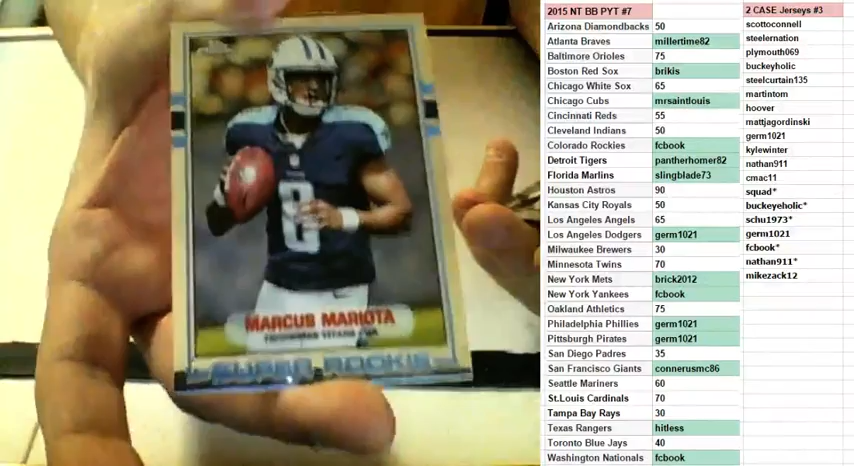 8
MARCUS MARIOTA
TENNESSEE TITANS
SUPER ROOKIE
2015 NT BB PYT #7
Arizona Diamondbacks 50
Atlanta Braves millertime82
Baltimore Orioles 75
Boston Red Sox brikis
Chicago White Sox 65
Chicago Cubs mrsaintlouis
Cincinnati Reds 55
Cleveland Indians 50
Colorado Rockies fcbook
Detroit Tigers pantherhomer82
Florida Marlins slingblade73
Houston Astros 90
Kansas City Royals 50
Los Angeles Angels 65
Los Angeles Dodgers germ1021
Milwaukee Brewers 30
Minnesota Twins 70
New York Mets brick2012
New York Yankees fcbook
Oakland Athletics 75
Philadelphia Phillies germ1021
Pittsburgh Pirates germ1021
San Diego Padres 35
San Francisco Giants connerusmc86
Seattle Mariners 60
St.Louis Cardinals 70
Tampa Bay Rays 30
Texas Rangers hitless
Toronto Blue Jays 40
Washington Nationals fcbook
2 CASE Jerseys #3
scottoconnell
steelernation
plymouth069
buckeyholic
steelcurtain135
martintom
hoover
mattjagordinski
germ1021
kylewinter
nathan911
cmac11
squad*
buckeyeholic*
schu1973*
germ1021
fcbook*
nathan911*
mikezack12